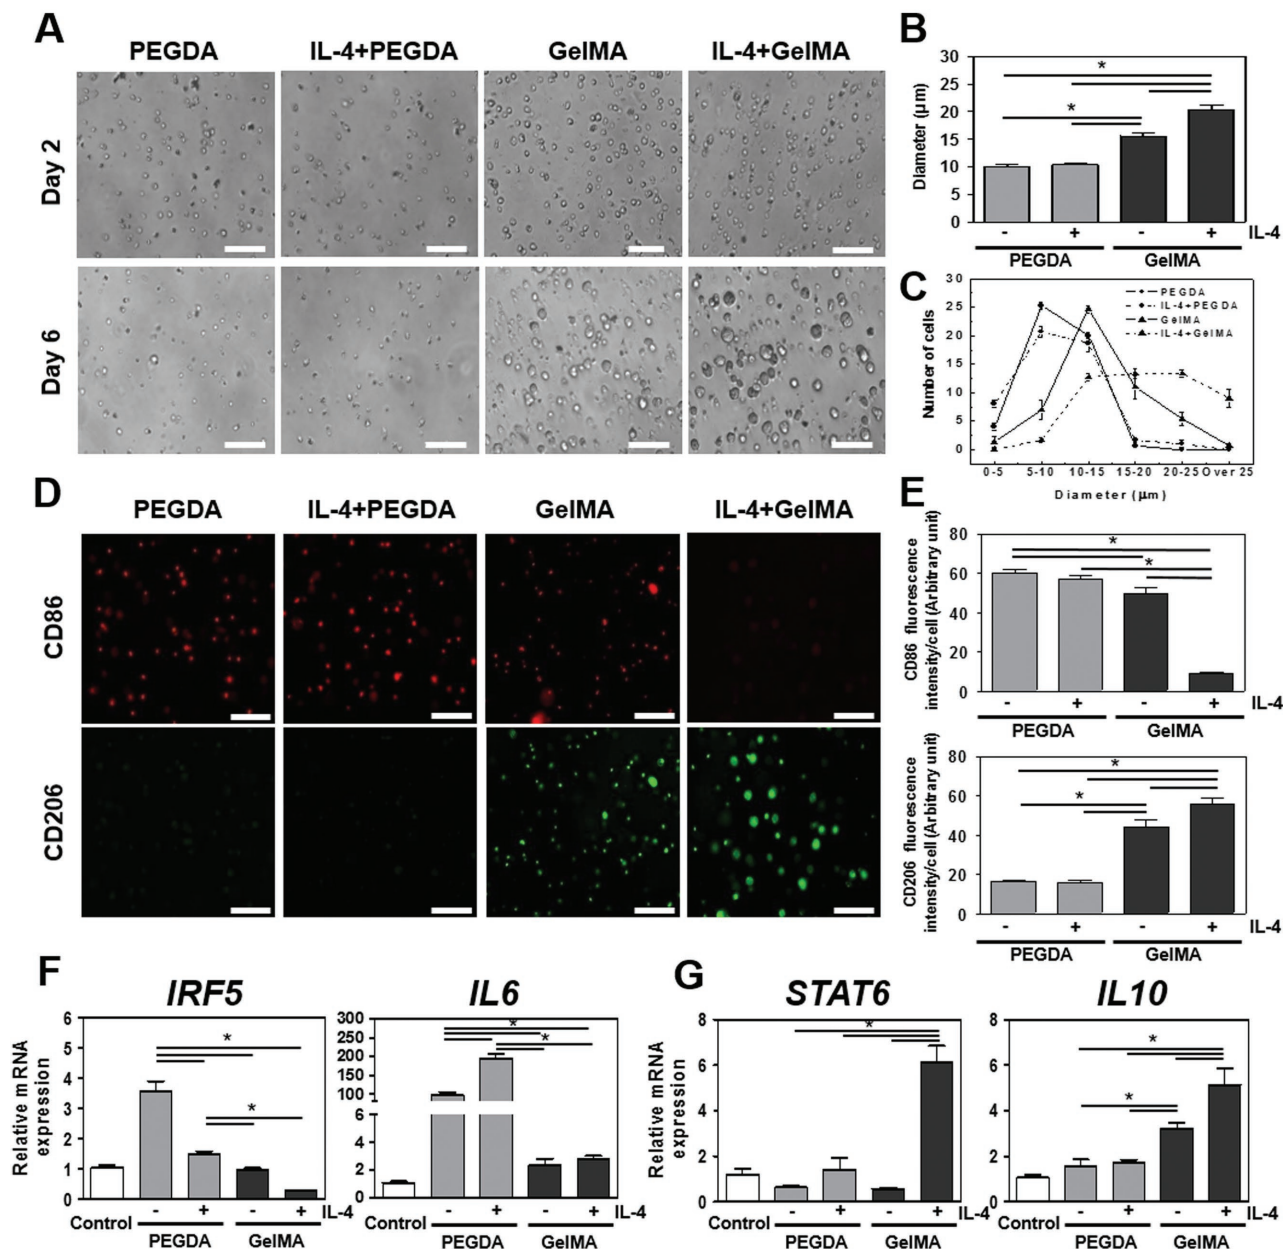 A
PEGDA IL-4+PEGDA GelMA IL-4+GelMA
Day 2
Day 6
B
Diameter (μm)
30
25
20
15
10
5
0
*
*
- + - + IL-4
PEGDA GelMA
C
Number of cells
30
25
20
15
10
5
0
PEGDA
IL-4+PEGDA
GelMA
IL-4+GelMA
0-5 5-10 10-15 15-20 20-25 Over 25
Diameter (μm)
D
PEGDA IL-4+PEGDA GelMA IL-4+GelMA
CD86
CD206
E
CD86 fluorescence
intensity/cell (Arbitrary unit)
80
60
40
20
0
*
*
- + - + IL-4
PEGDA GelMA
CD206 fluorescence
intensity/cell (Arbitrary unit)
80
60
40
20
0
*
*
- + - + IL-4
PEGDA GelMA
F
IRF5
Relative mRNA
expression
6
5
4
3
2
1
0
*
*
Control - + - + IL-4
PEGDA GelMA
IL6
300
250
200
150
100
6
4
2
0
*
*
Control - + - + IL-4
PEGDA GelMA
G
STAT6
Relative mRNA
expression
8
6
4
2
0
*
Control - + - + IL-4
PEGDA GelMA
IL10
8
6
4
2
0
*
*
Control - + - + IL-4
PEGDA GelMA